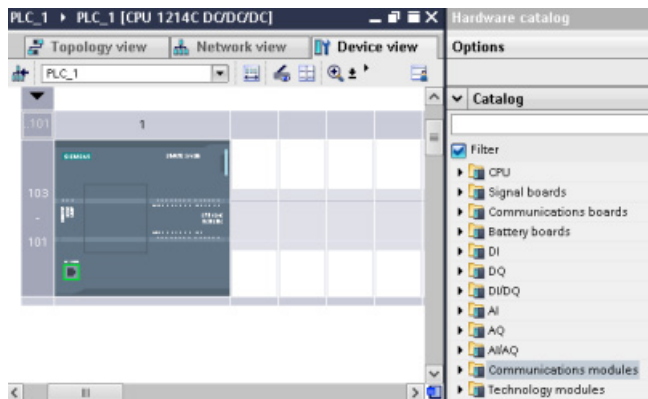 PLC_1 ▸ PLC_1 [CPU 1214C DC/DC/DC]
Hardware catalog
Topology view
Network view
Device view
Options
PLC_1
Catalog
1
SIEMENS
Filter
CPU
Signal boards
103
Communications boards
-
Battery boards
101
DI
DQ
DI/DQ
AI
AQ
AI/AQ
Communications modules
Technology modules